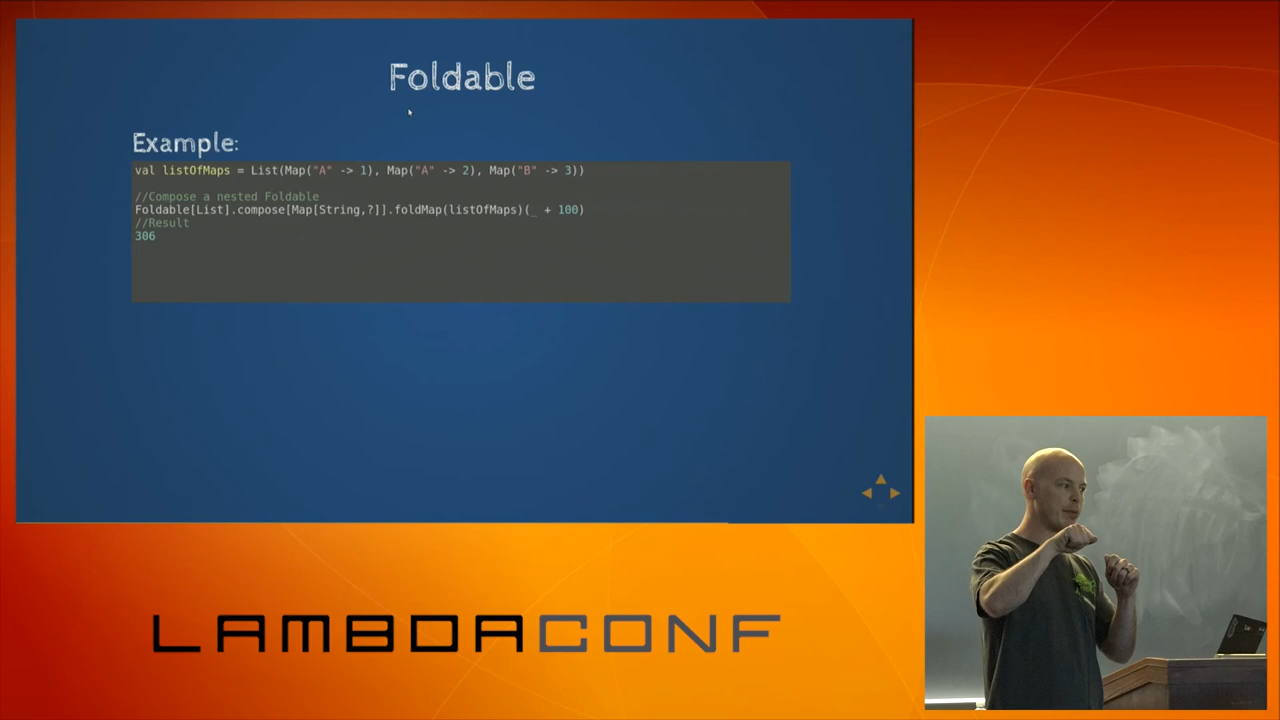 Foldable
Example:
val listOfMaps = List(Map("A" -> 1), Map("A" -> 2), Map("B" -> 3))
//Compose a nested Foldable
Foldable[List].compose[Map[String,?]].foldMap(listOfMaps)(_ + 100)
//Result
306
LAMBDACONF